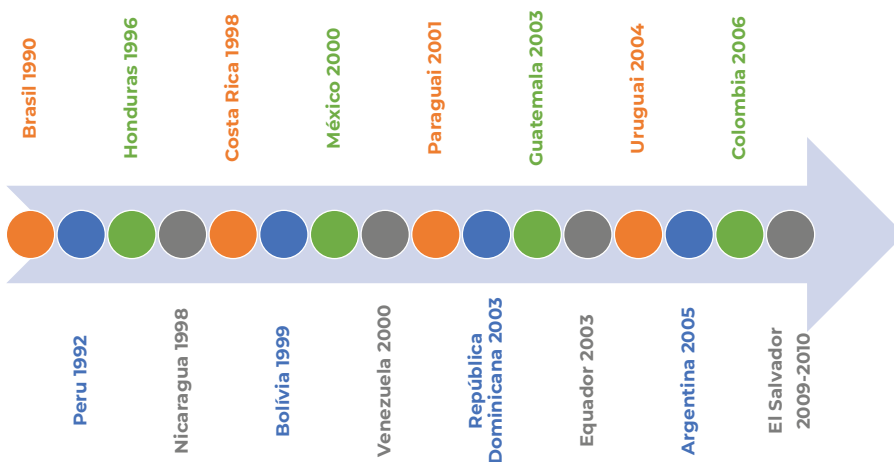 Brasil 1990
Peru 1992
Honduras 1996
Nicaragua 1998
Costa Rica 1998
Bolívia 1999
México 2000
Venezuela 2000
Paraguai 2001
República
Dominicana 2003
Guatemala 2003
Equador 2003
Uruguai 2004
Argentina 2005
Colombia 2006
El Salvador
2009-2010